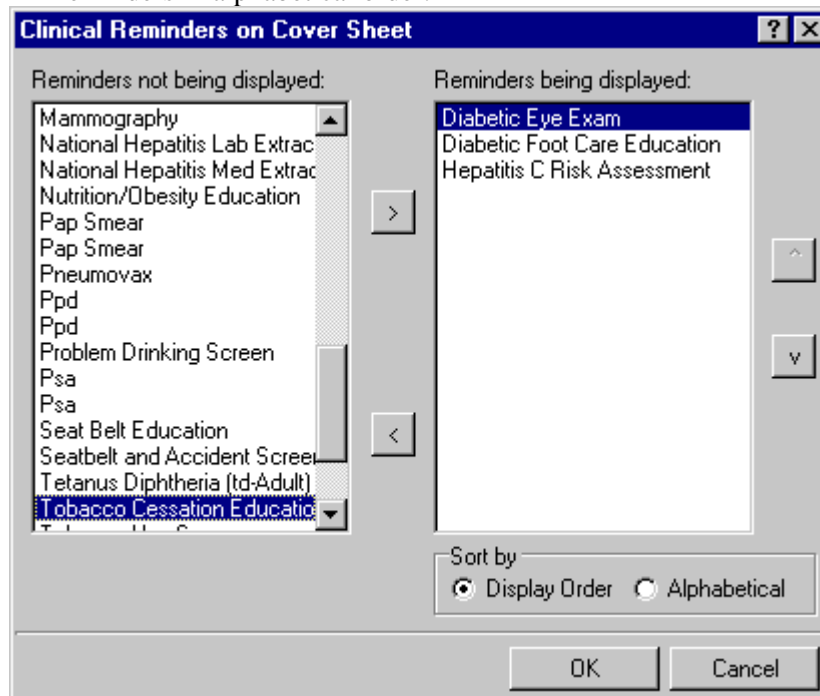 Clinical Reminders on Cover Sheet
Reminders not being displayed:
Mammography
National Hepatitis Lab Extrac
National Hepatitis Med Extrac
Nutrition/Obesity Education
Pap Smear
Pap Smear
Pneumovax
Ppd
Ppd
Problem Drinking Screen
Psa
Psa
Seat Belt Education
Seatbelt and Accident Screen
Tetanus Diphtheria (td-Adult)
Tobacco Cessation Educatio
>
<
Reminders being displayed:
Diabetic Eye Exam
Diabetic Foot Care Education
Hepatitis C Risk Assessment
^
v
Sort by
Display Order Alphabetical
OK Cancel